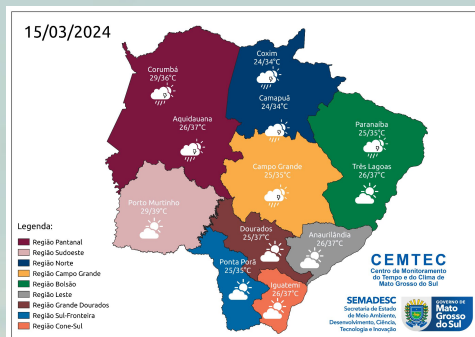 15/03/2024
Coxim
24/34°C
Corumbá
29/36°C
Camapuã
24/34°C
Aquidauana
26/37°C
Paranaíba
25/35°C
Campo Grande
25/35°C
Três Lagoas
26/37°C
Porto Murtinho
29/39°C
Dourados
25/37°C
Anaurilândia
26/37°C
Ponta Porã
25/35°C
Iguatemi
26/37°C
Legenda:
Região Pantanal
Região Sudoeste
Região Norte
Região Campo Grande
Região Bolsão
Região Leste
Região Grande Dourados
Região Sul-Fronteira
Região Cone-Sul
CEMTEC
Centro de Monitoramento
do Tempo e do Clima de
Mato Grosso do Sul
SEMADESC
Secretaria de Estado
de Meio Ambiente,
Desenvolvimento, Ciência,
Tecnologia e Inovação
GOVERNO DE
Mato
Grosso
do Sul